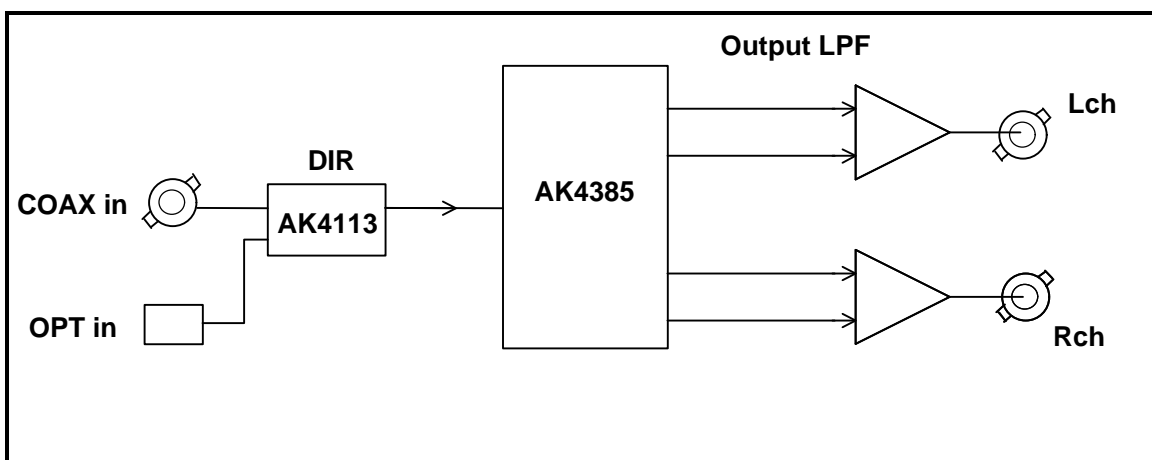 Output LPF
Lch
DIR
COAX in
AK4113
AK4385
OPT in
Rch